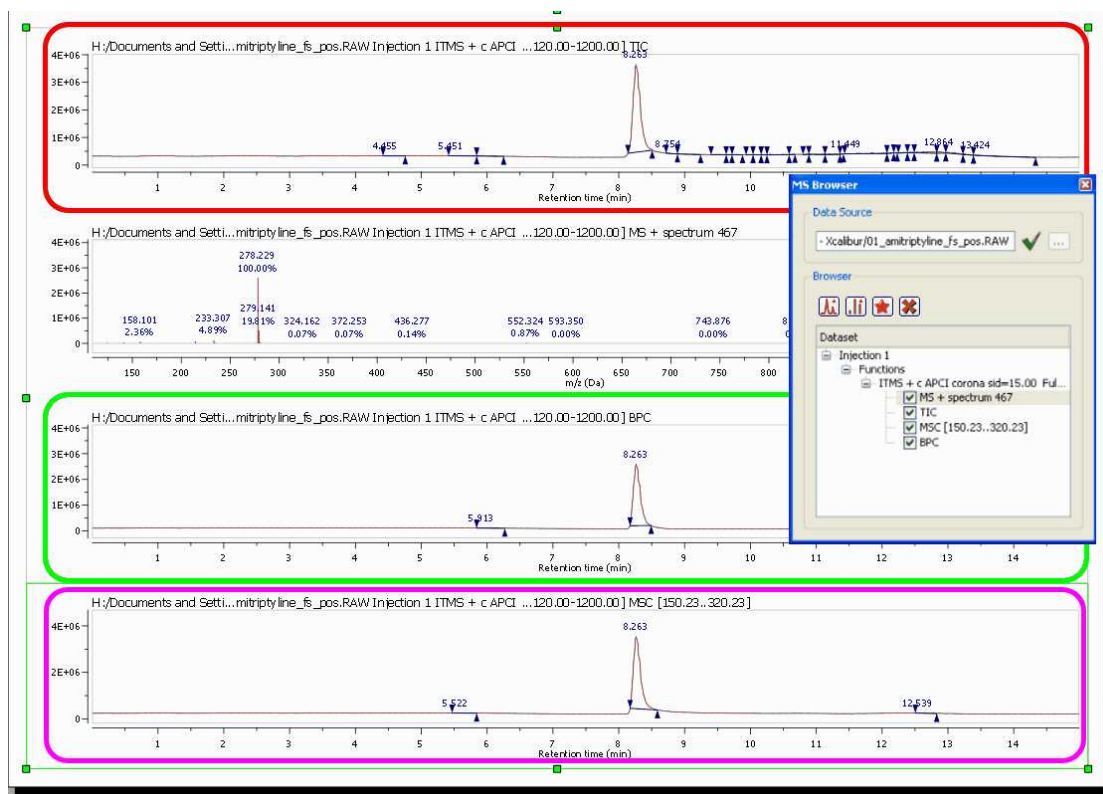 H:/Documents and Setti...mitriptyline_fs_pos.RAW Injection 1 ITMS + c APCI ...120.00-1200.00] TIC
4E+06
3E+06
2E+06
1E+06
0
4.455
5.451
8.263
8.754
11.449
12.864
13.424
1 2 3 4 5 6 7 8 9 10
Retention time (min)
H:/Documents and Setti...mitriptyline_fs_pos.RAW Injection 1 ITMS + c APCI ...120.00-1200.00] MS + spectrum 467
4E+06
3E+06
2E+06
1E+06
0
158.101
2.36%
233.307
4.89%
278.229
100.00%
279.141
19.81%
324.162
0.07%
372.253
0.07%
436.277
0.14%
552.324
0.87%
593.350
0.00%
743.876
0.00%
8
0
150 200 250 300 350 400 450 500 550 600 650 700 750 800
m/z (Da)
H:/Documents and Setti...mitriptyline_fs_pos.RAW Injection 1 ITMS + c APCI ...120.00-1200.00] BPC
4E+06
3E+06
2E+06
1E+06
0
5.913
8.263
1 2 3 4 5 6 7 8 9 10 11 12 13 14
Retention time (min)
H:/Documents and Setti...mitriptyline_fs_pos.RAW Injection 1 ITMS + c APCI ...120.00-1200.00] MSC [150.23..320.23]
4E+06
2E+06
0
5.522
8.263
12.539
1 2 3 4 5 6 7 8 9 10 11 12 13 14
Retention time (min)
MS Browser
Data Source
- Xcalibur/01_amitriptyline_fs_pos.RAW
...
Browser
Dataset
Injection 1
Functions
ITMS + c APCI corona sid=15.00 Ful...
MS + spectrum 467
TIC
MSC [150.23..320.23]
BPC